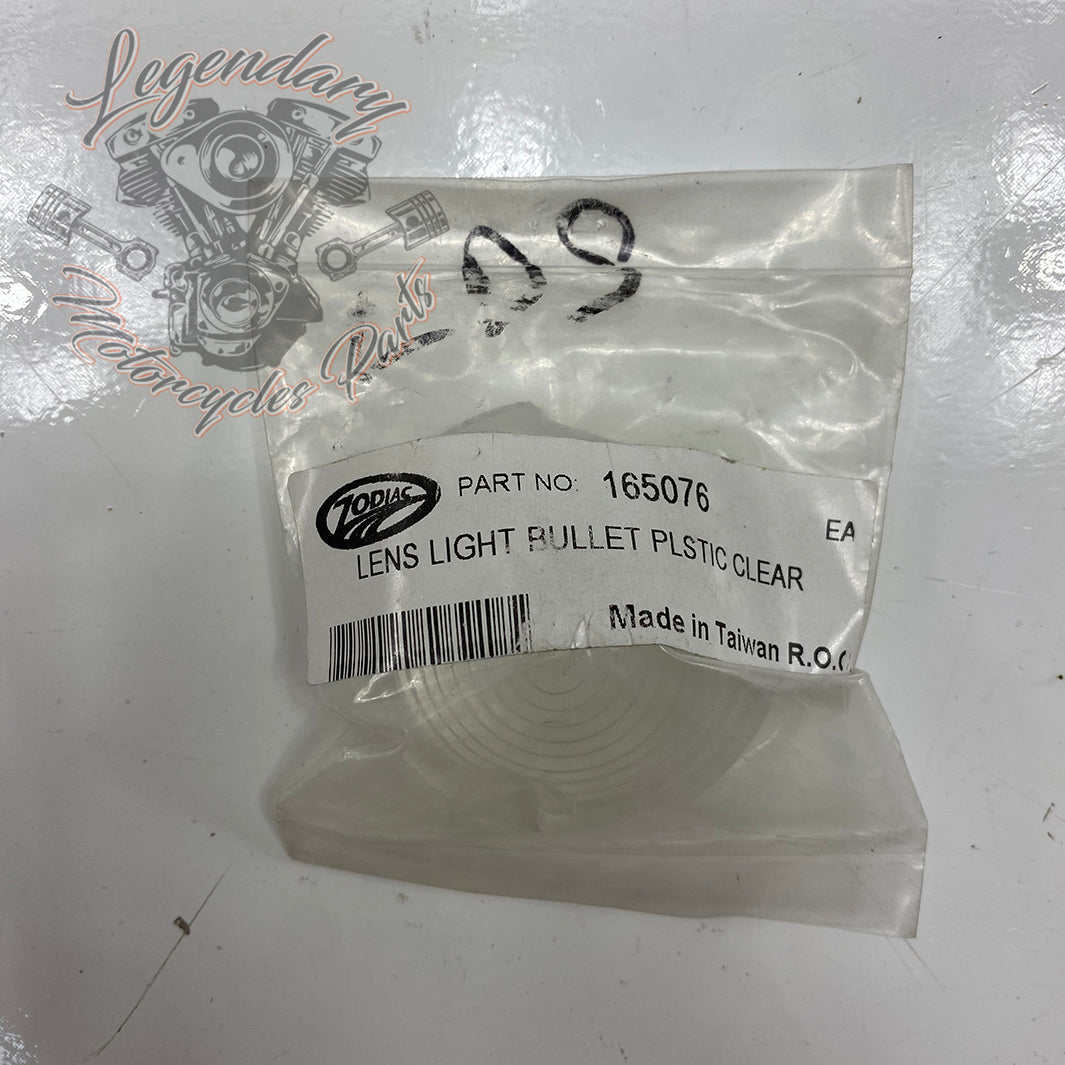 Legendary
Motorcycles Parts
ZODIAC
PART NO: 165076
EA
LENS LIGHT BULLET PLSTIC CLEAR
Made in Taiwan R.O.C